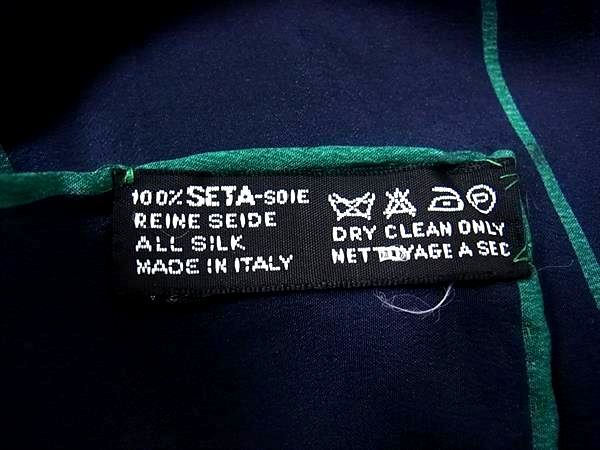 100% SETA-SOIE
REINE SEIDE
ALL SILK
MADE IN ITALY
P
DRY CLEAN ONLY
NETTOYAGE A SEC